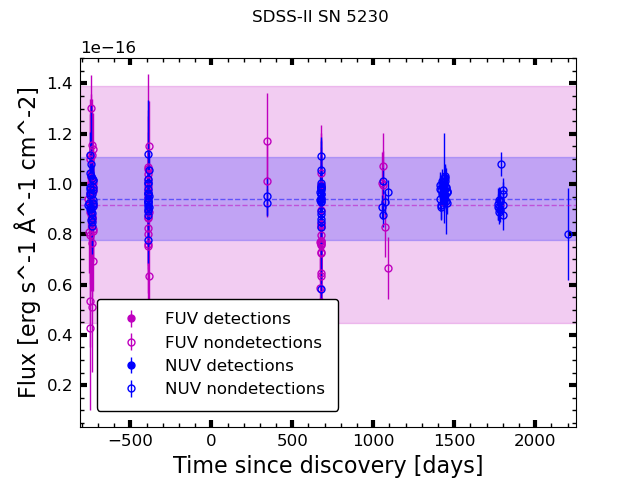 SDSS-II SN 5230
1e−16
1.4
1.2
1.0
0.8
0.6
0.4
0.2
Flux [erg s^-1 Å^-1 cm^-2]
FUV detections
FUV nondetections
NUV detections
NUV nondetections
−500 0 500 1000 1500 2000
Time since discovery [days]